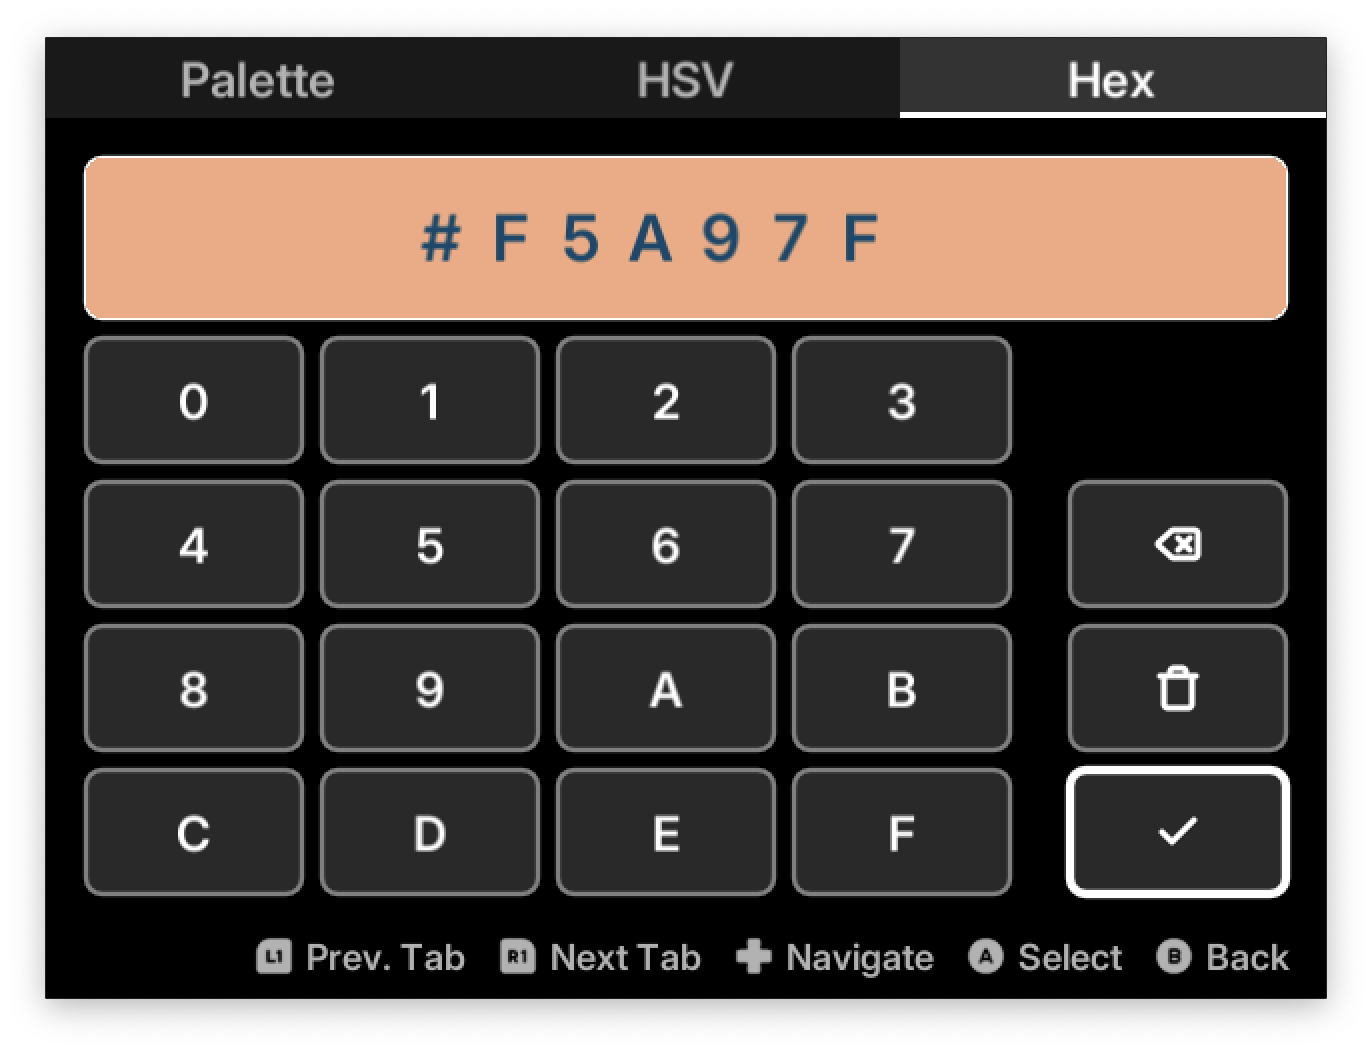 Palette HSV Hex
# F 5 A 9 7 F
0 1 2 3
4 5 6 7
8 9 A B
C D E F
L1 Prev. Tab R1 Next Tab Navigate A Select B Back